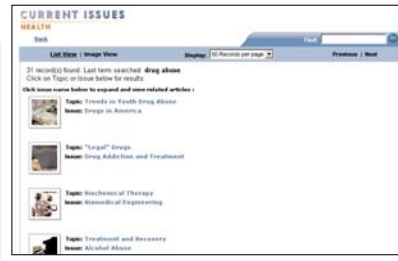 CURRENT ISSUES
HEALTH
Back
Find:
List View | Image View
Display: 60 Records per page
Previous | Next
31 record(s) found. Last term searched: drug abuse
Click on Topic or Issue below for results
Click issue name below to expand and view related articles :
Topic: Trends in Youth Drug Abuse
Issue: Drugs in America
Topic: "Legal" Drugs
Issue: Drug Addiction and Treatment
Topic: Biochemical Therapy
Issue: Biomedical Engineering
Topic: Treatment and Recovery
Issue: Alcohol Abuse